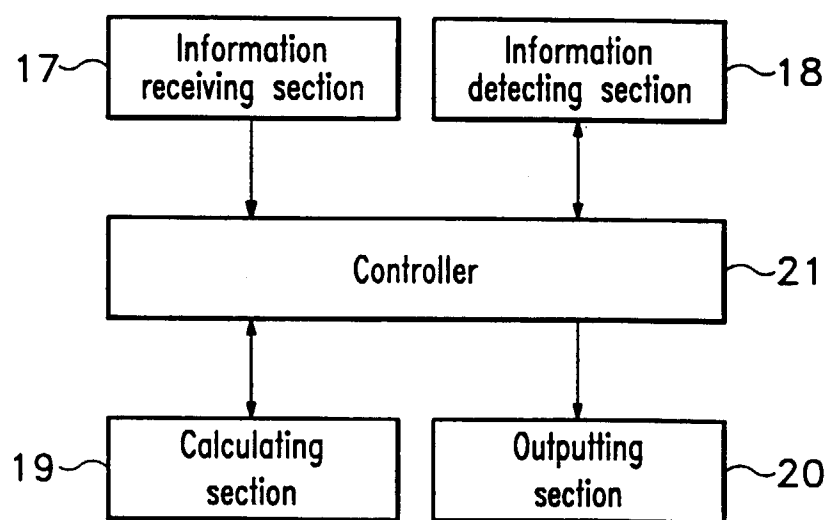 17
Information
receiving section
Information
detecting section
18
Controller
21
19
Calculating
section
Outputting
section
20